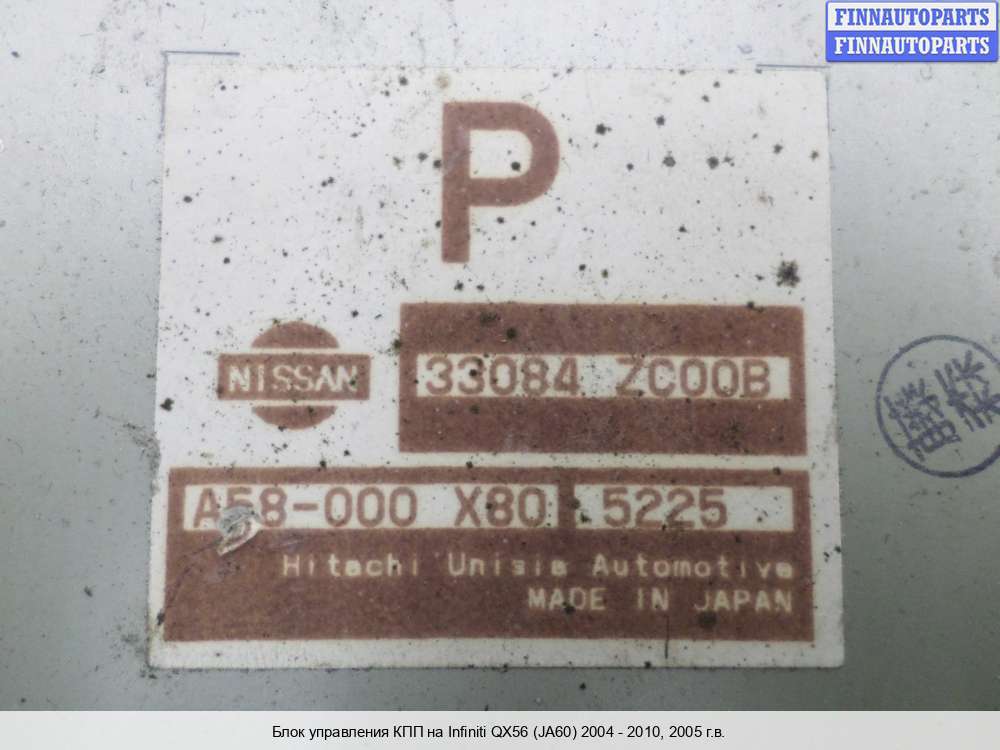 FINNAUTOPARTS
FINNAUTOPARTS
P
NISSAN
33084 ZC00B
A58-000 X80 5225
Hitachi Unisia Automotive
MADE IN JAPAN
Блок управления КПП на Infiniti QX56 (JA60) 2004 - 2010, 2005 г.в.